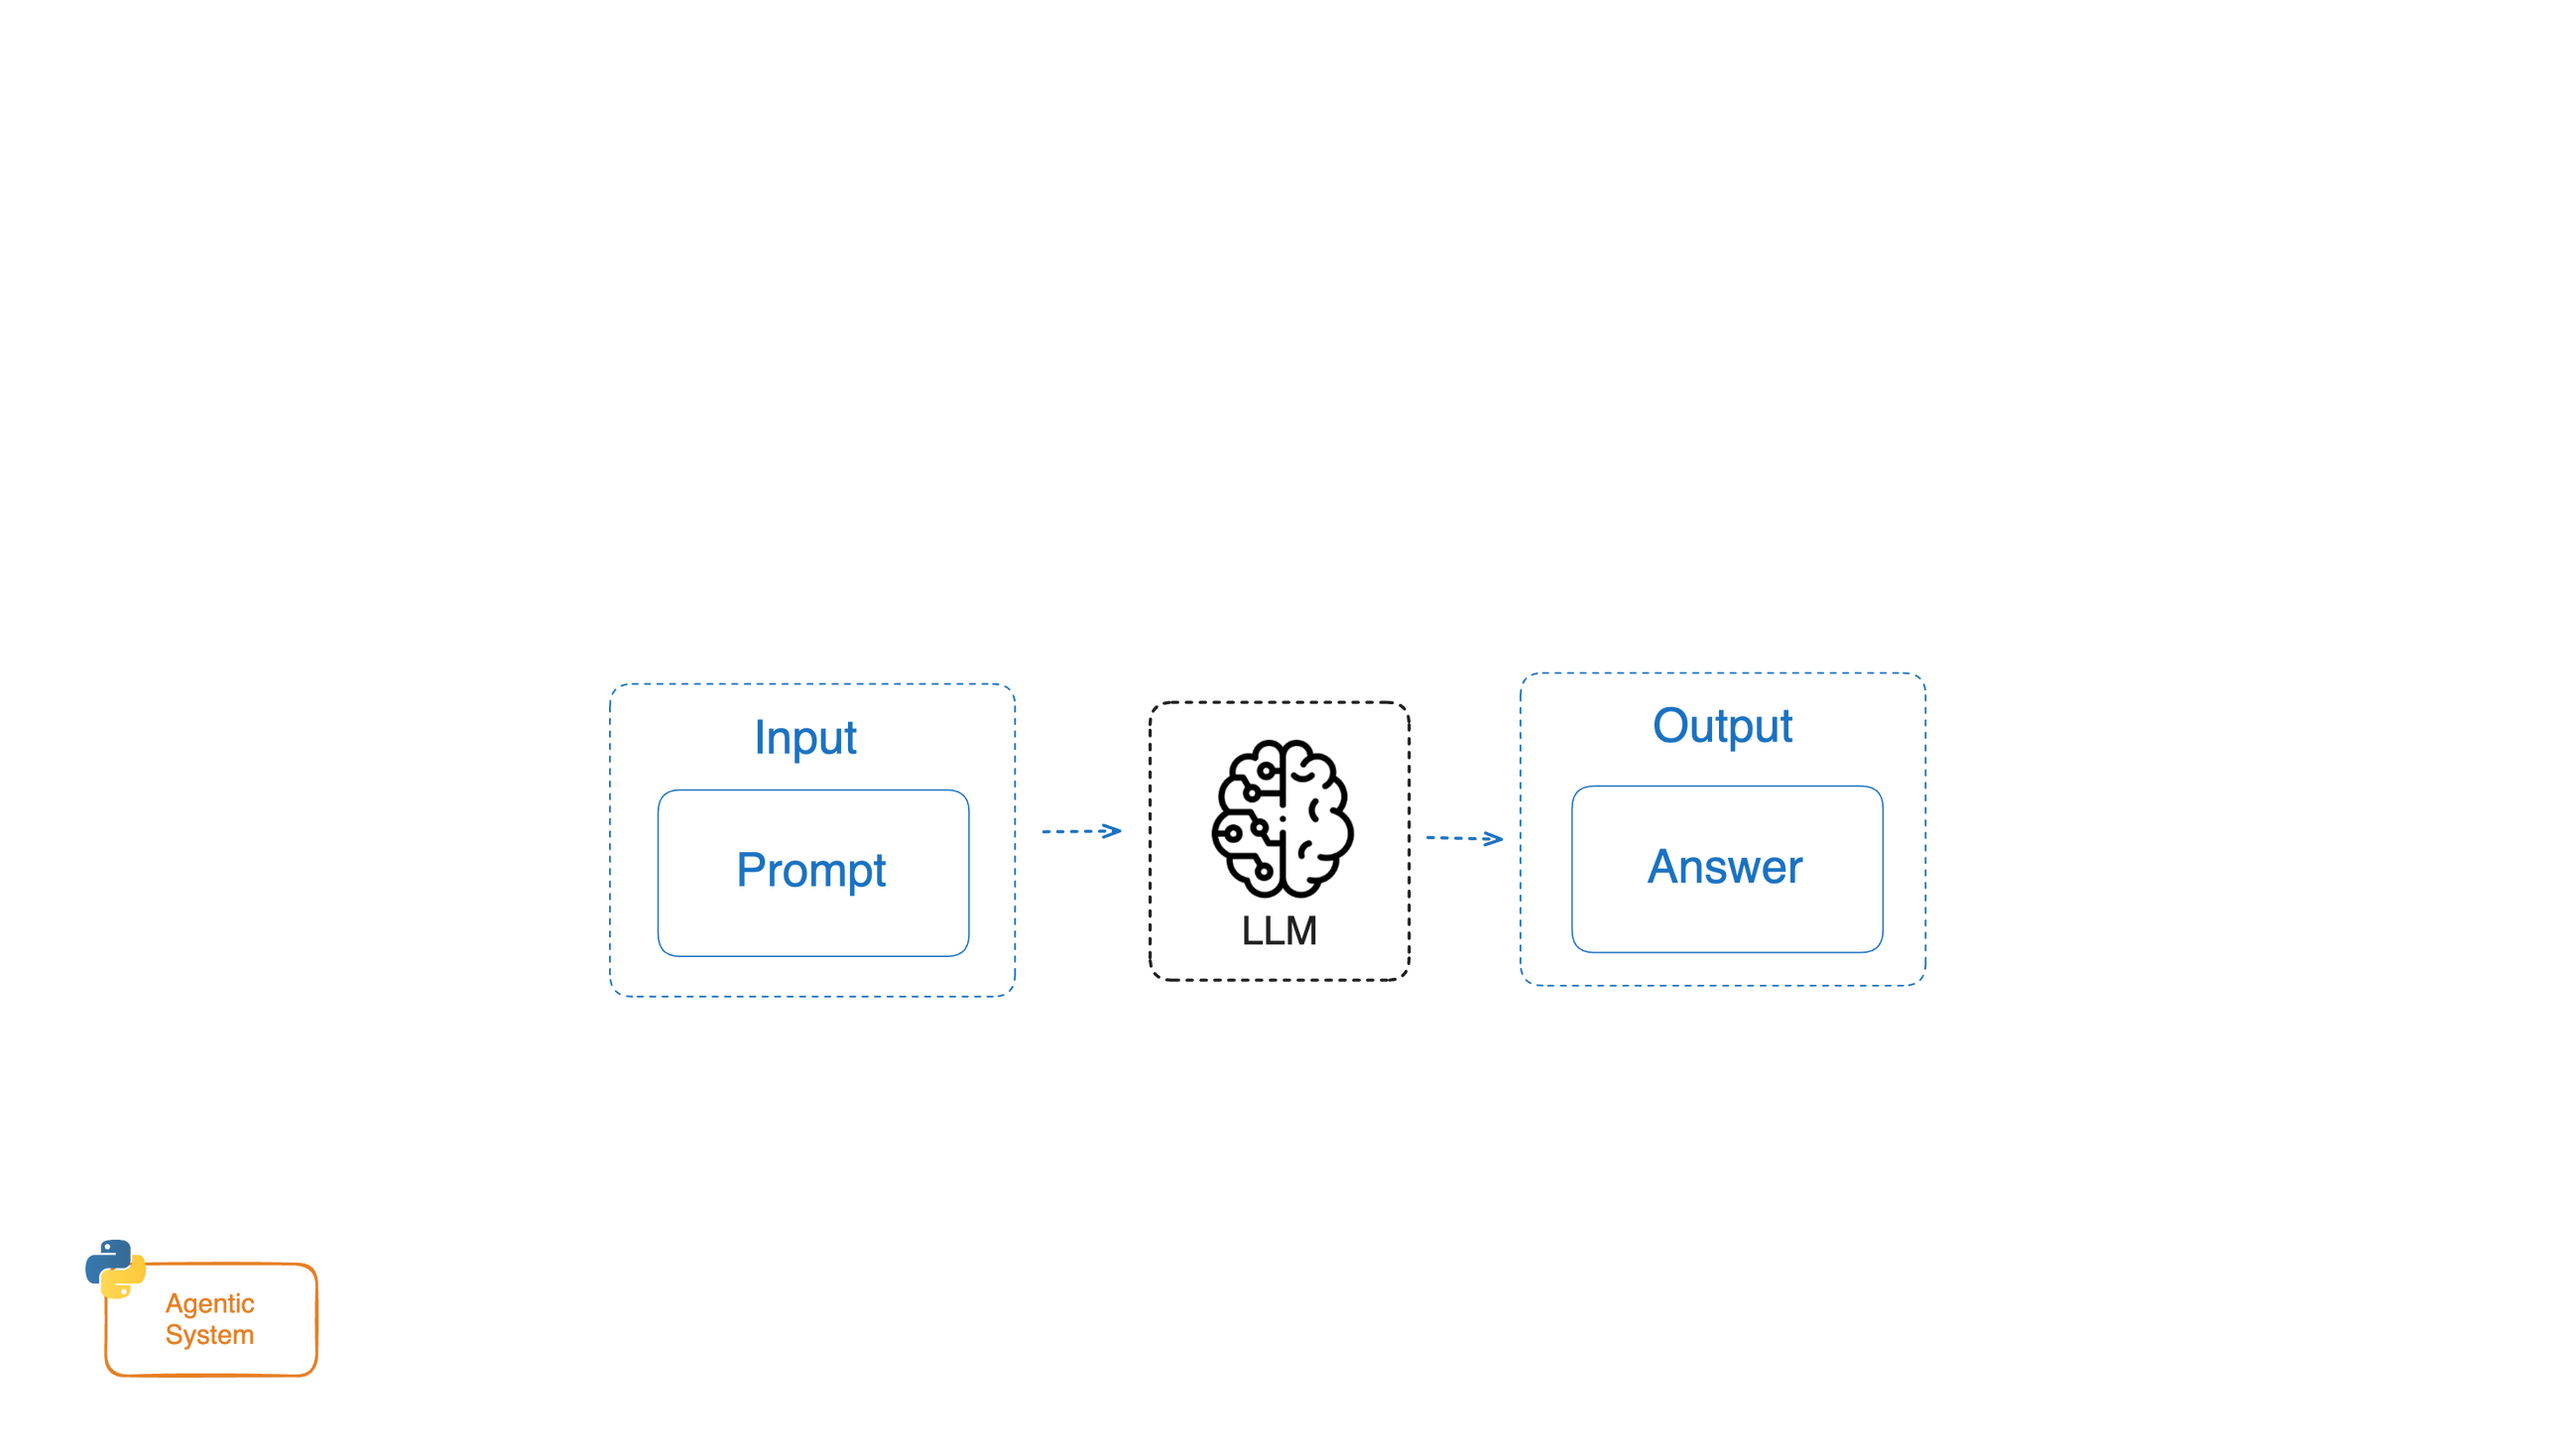 Input
Prompt
LLM
Output
Answer
Agentic
System